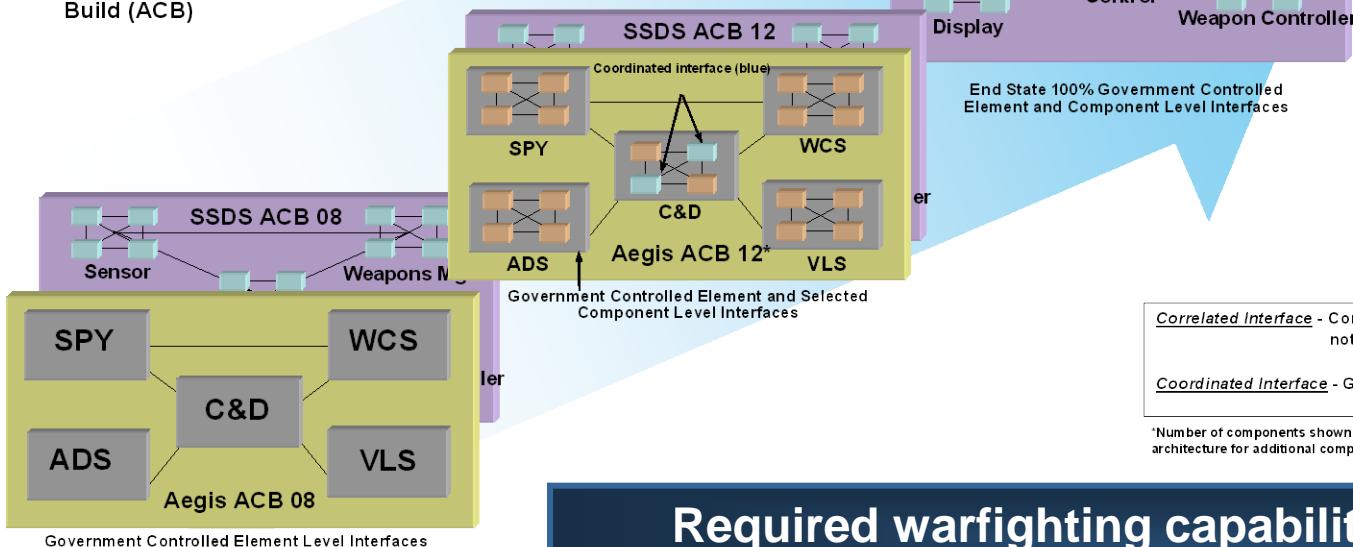 Build (ACB)
Display
Weapon Controller
End State 100% Government Controlled
Element and Component Level Interfaces
SSDS ACB 12
Coordinated interface (blue)
SPY
WCS
C&D
ADS
Aegis ACB 12*
VLS
er
Government Controlled Element and Selected
Component Level Interfaces
SSDS ACB 08
Sensor
Weapons M
ler
SPY
WCS
C&D
ADS
VLS
Aegis ACB 08
Government Controlled Element Level Interfaces
Correlated Interface - Co
not
Coordinated Interface - G
*Number of components shown
architecture for additional comp
Required warfighting capabilit